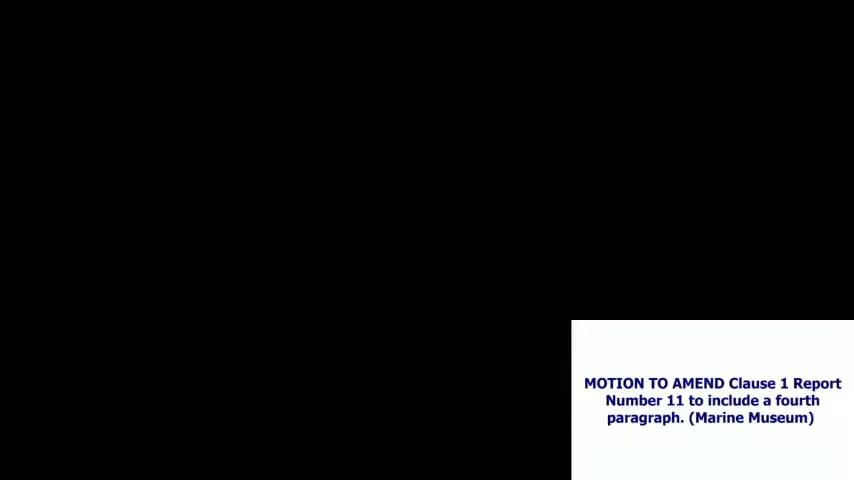 MOTION TO AMEND Clause 1 Report
Number 11 to include a fourth
paragraph. (Marine Museum)